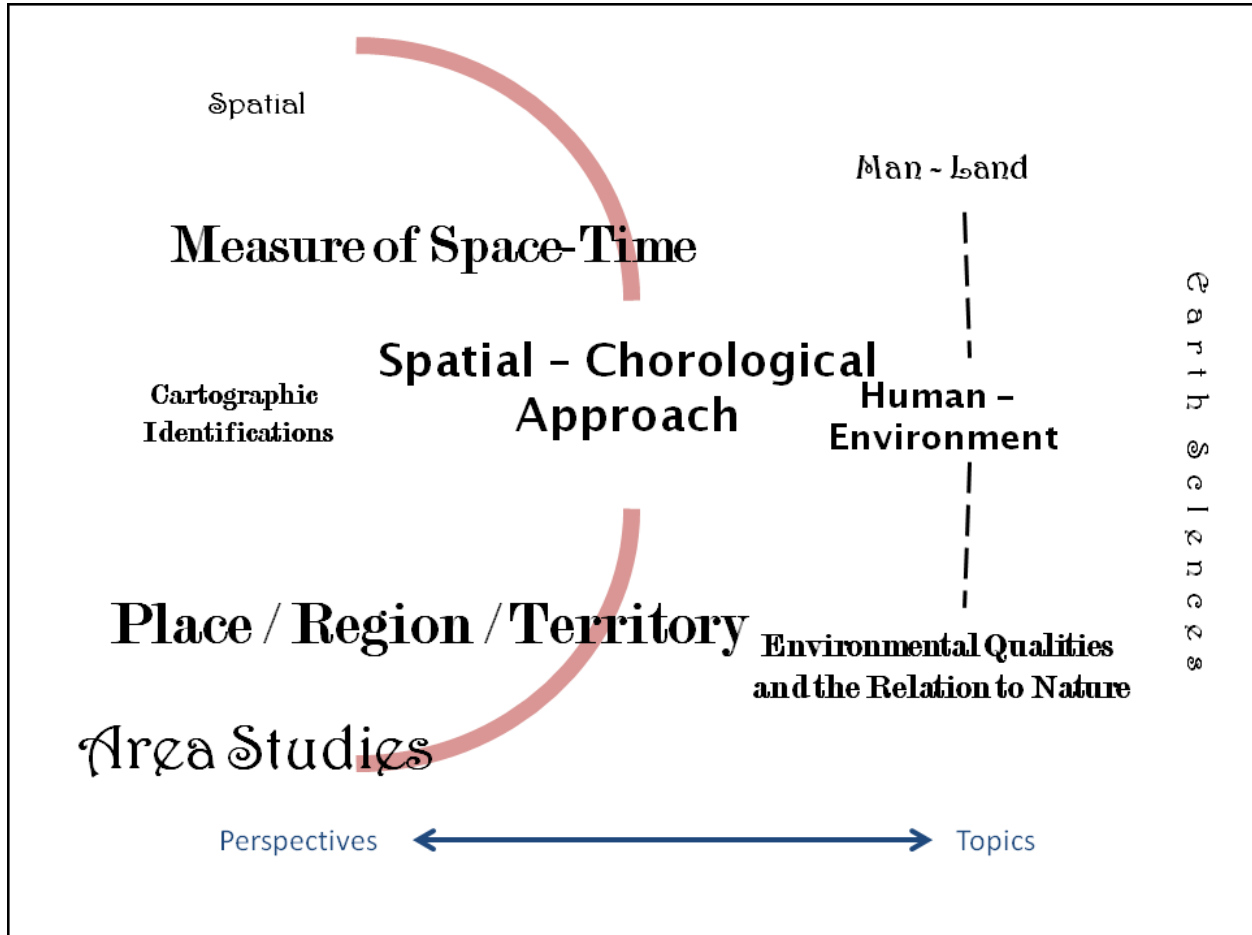 Spatial
Man - Land
Measure of Space-Time
Earth Sciences
Spatial – Chorological
Approach
Cartographic
Identifications
Human –
Environment
Place / Region / Territory
Environmental Qualities
and the Relation to Nature
Area Studies
Perspectives
Topics